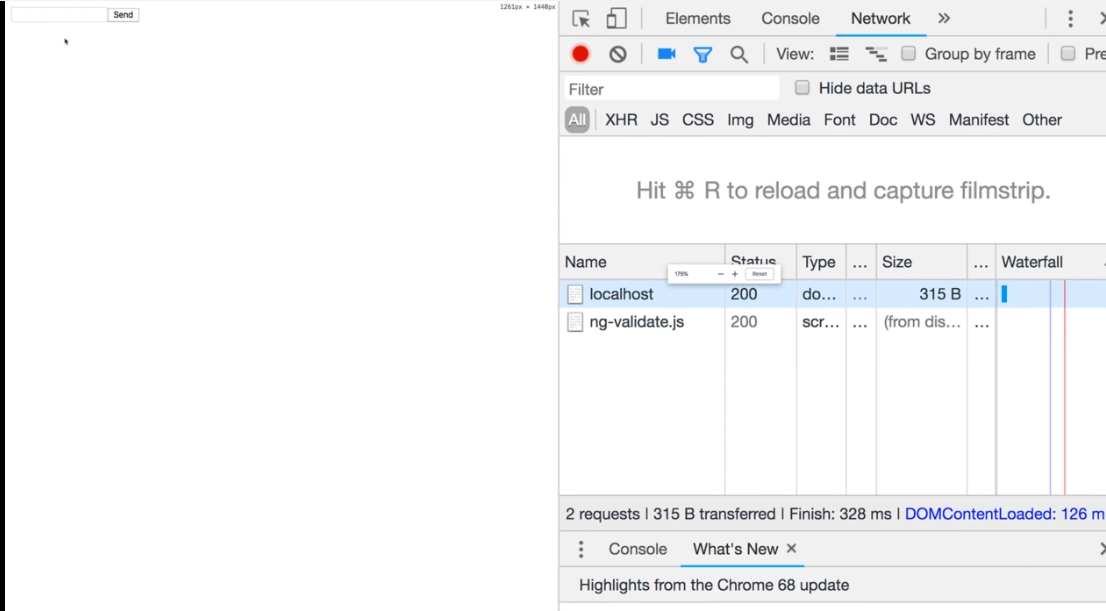 Send
1261px × 1440px
Elements Console Network »
View: Group by frame Pre
Filter Hide data URLs
All XHR JS CSS Img Media Font Doc WS Manifest Other
Hit ⌘ R to reload and capture filmstrip.
Name Status Type ... Size ... Waterfall
175% − + Reset
localhost 200 do... ... 315 B ...
ng-validate.js 200 scr... ... (from dis... ...
2 requests | 315 B transferred | Finish: 328 ms | DOMContentLoaded: 126 m
Console What's New ×
Highlights from the Chrome 68 update